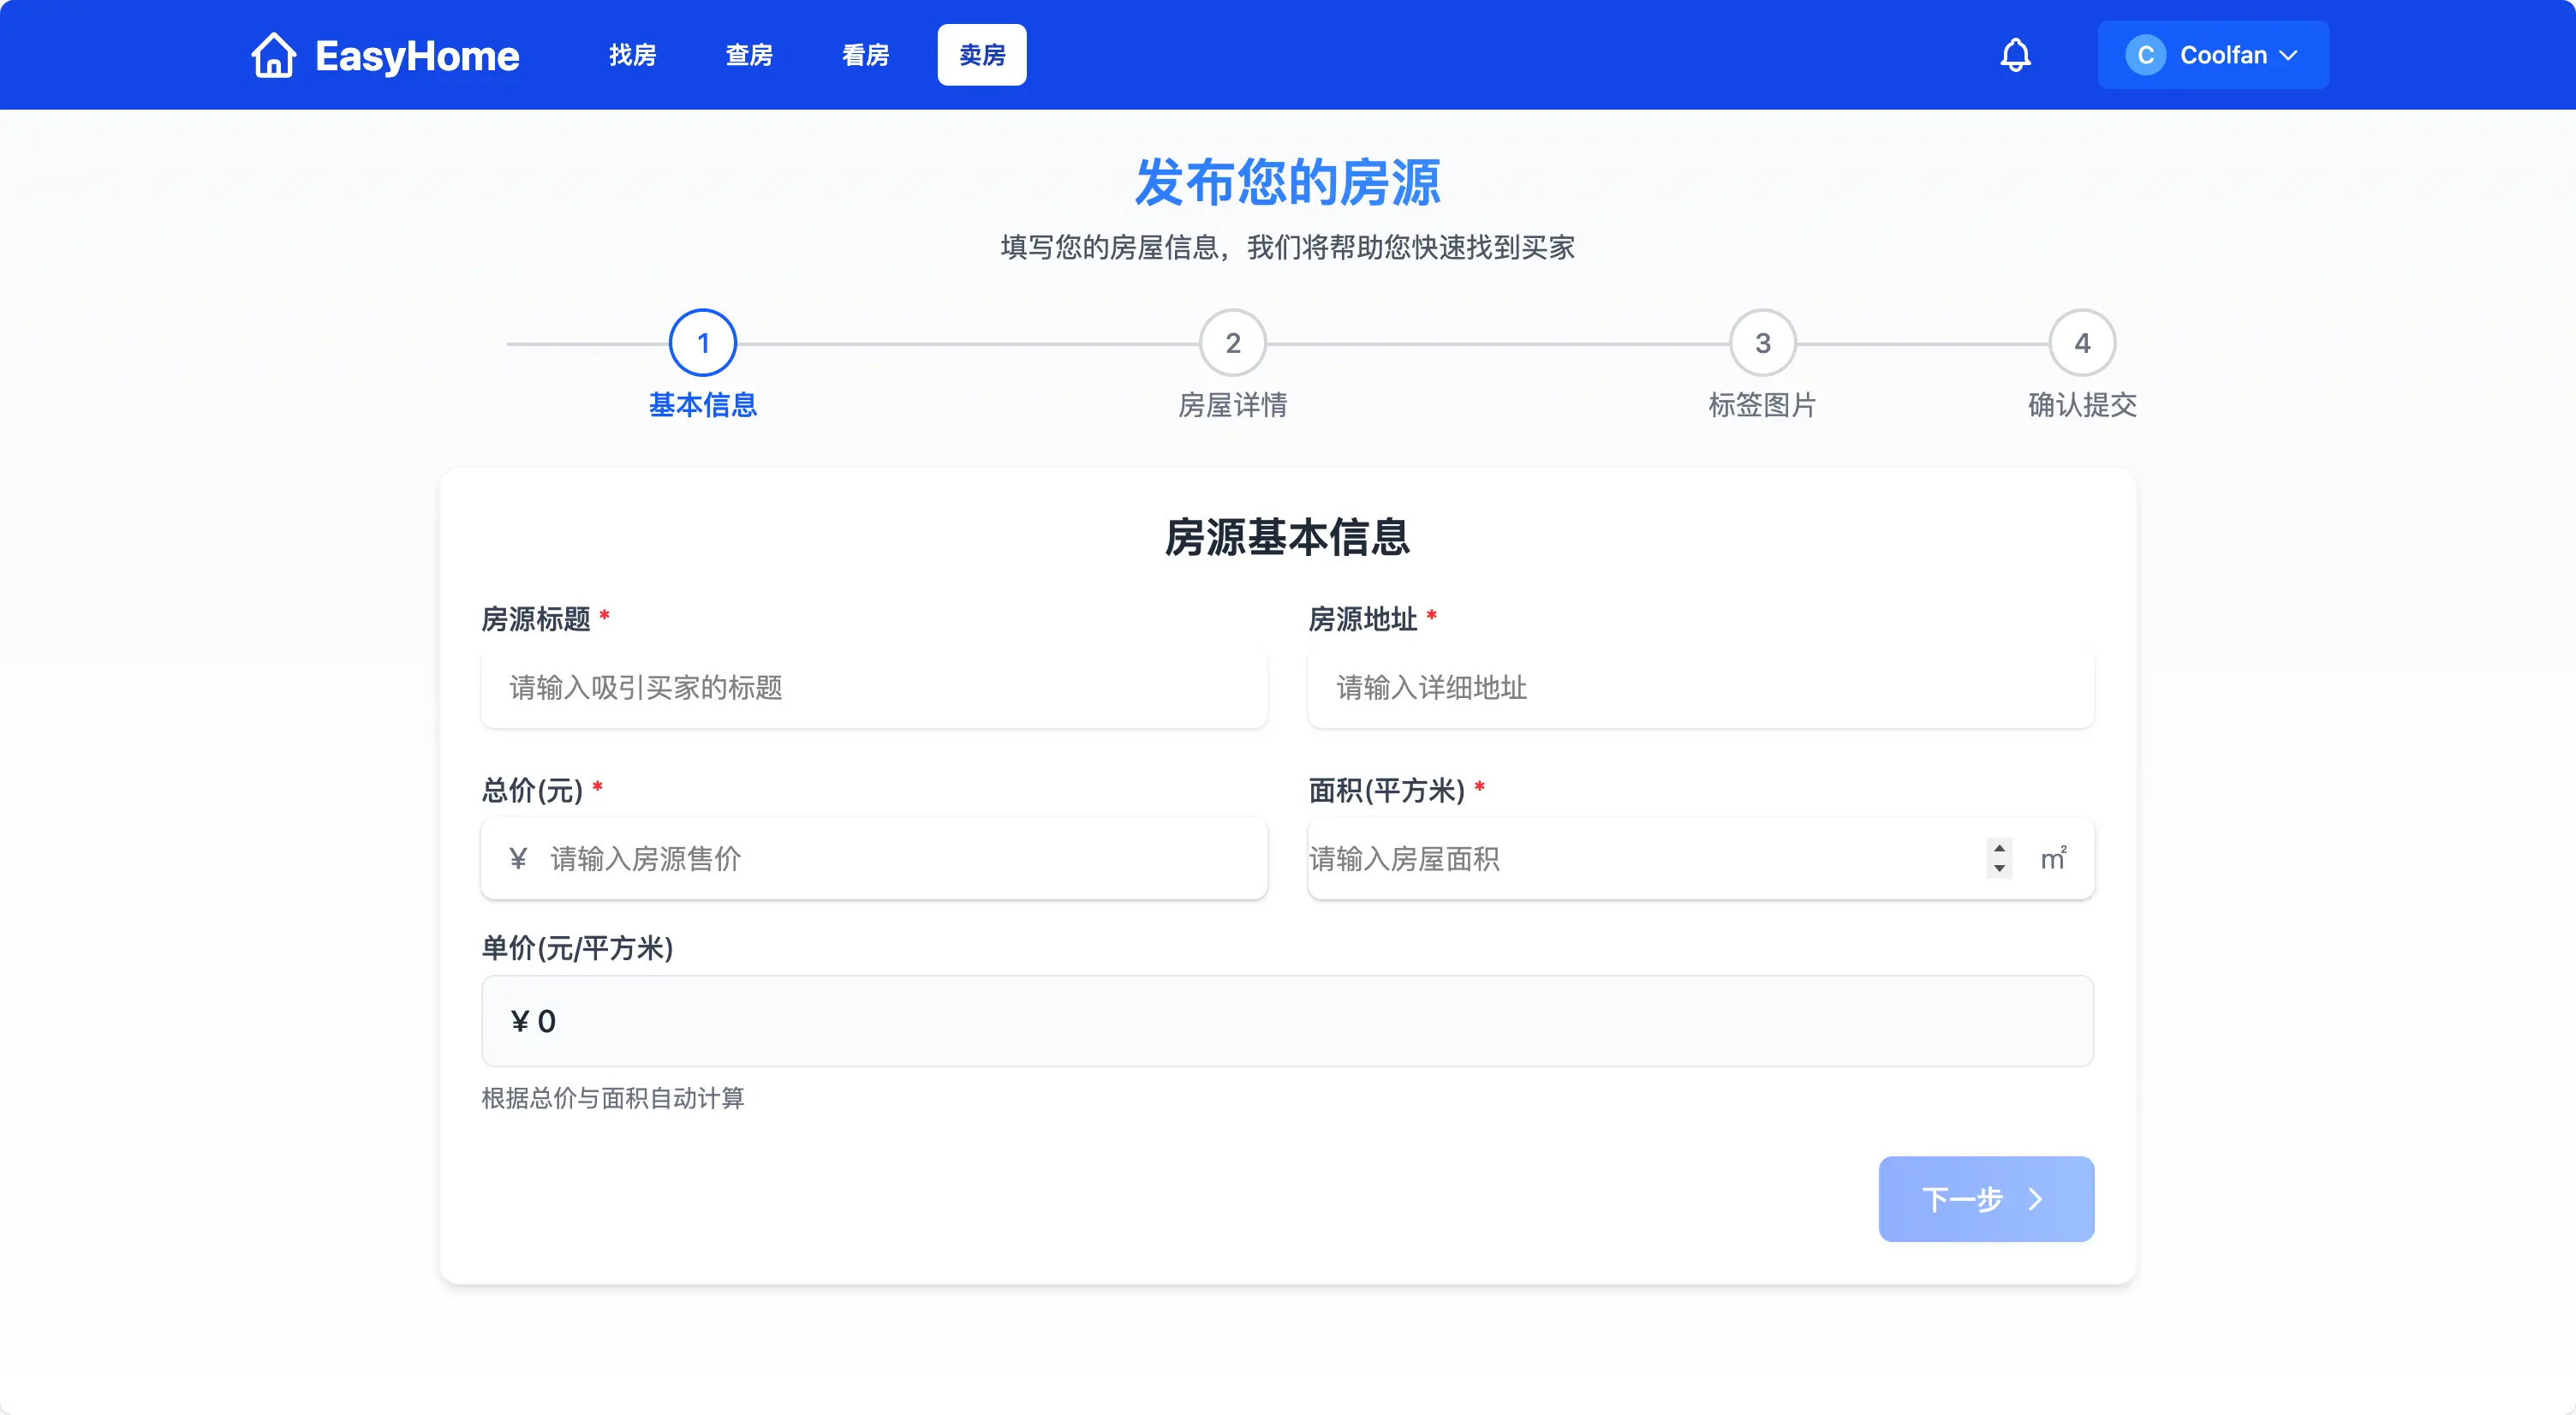 EasyHome 找房 查房 看房 卖房 C Coolfan
发布您的房源
填写您的房屋信息，我们将帮助您快速找到买家
1 2 3 4
基本信息 房屋详情 标签图片 确认提交
房源基本信息
房源标题 * 房源地址 *
请输入吸引买家的标题 请输入详细地址
总价(元) * 面积(平方米) *
¥ 请输入房源售价 请输入房屋面积 m²
单价(元/平方米)
¥ 0
根据总价与面积自动计算
下一步